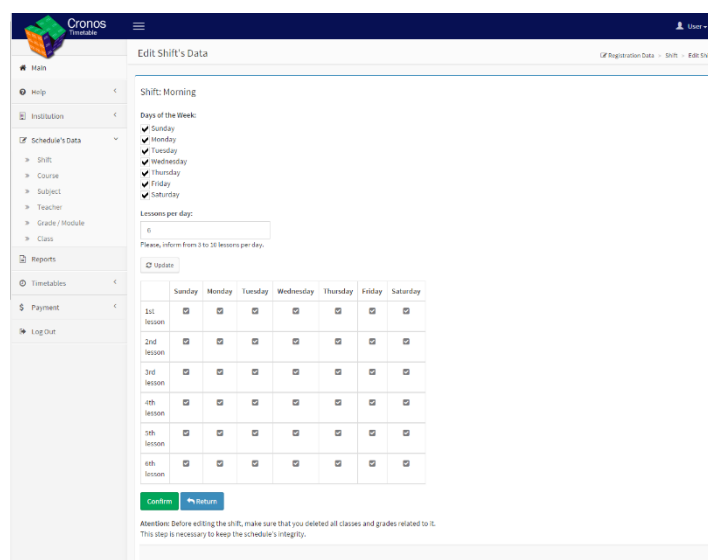 Cronos
Timetable
User
Edit Shift's Data
Registration Data > Shift > Edit Shi
Main
Help
Institution
Schedule's Data
» Shift
» Course
» Subject
» Teacher
» Grade / Module
» Class
Reports
Timetables
$ Payment
Log Out
Shift: Morning
Days of the Week:
Sunday
Monday
Tuesday
Wednesday
Thursday
Friday
Saturday
Lessons per day:
6
Please, inform from 3 to 10 lessons per day.
Update
Sunday Monday Tuesday Wednesday Thursday Friday Saturday
1st
lesson
2nd
lesson
3rd
lesson
4th
lesson
5th
lesson
6th
lesson
Confirm Return
Atention: Before editing the shift, make sure that you deleted all classes and grades related to it.
This step is necessary to keep the schedule's integrity.